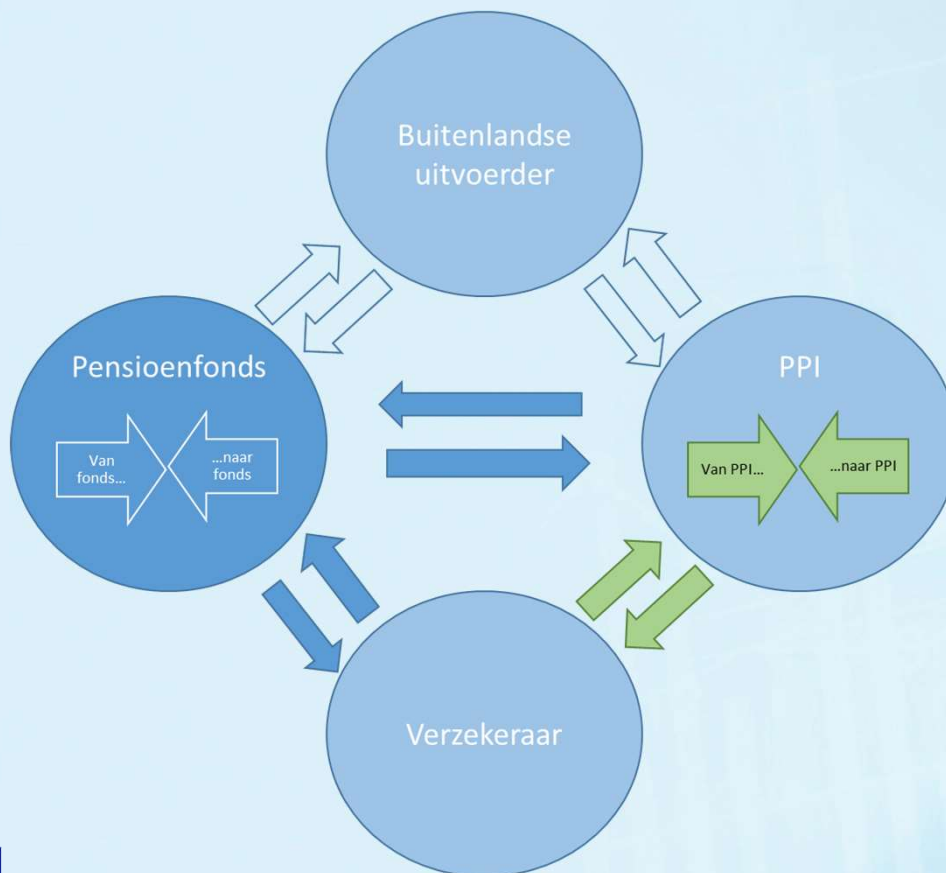 Buitenlandse
uitvoerder
Pensioenfonds
Van
fonds...
...naar
fonds
PPI
Van PPI...
...naar PPI
Verzekeraar